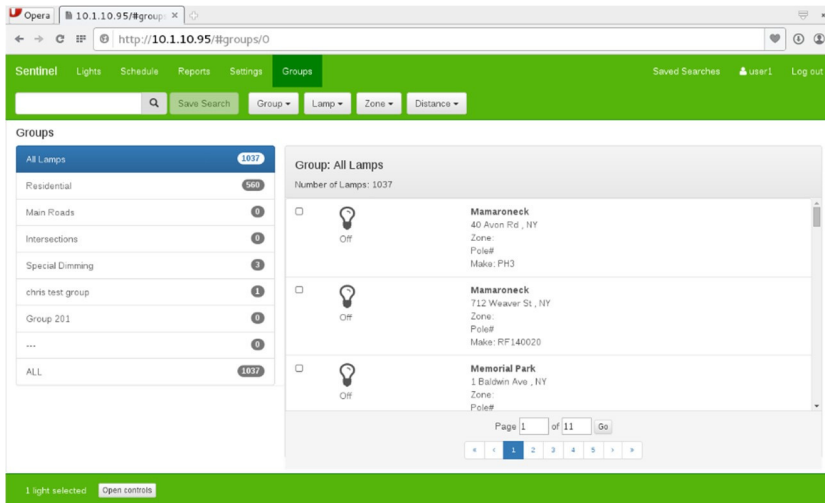 Opera
10.1.10.95/#group
http://10.1.10.95/#groups/0
Sentinel Lights Schedule Reports Settings Groups Saved Searches user1 Log out
Save Search Group Lamp Zone Distance
Groups
All Lamps 1037
Residential 560
Main Roads 0
Intersections 0
Special Dimming 3
chris test group 1
Group 201 0
--- 0
ALL 1037
Group: All Lamps
Number of Lamps: 1037
Off
Mamaroneck
40 Avon Rd , NY
Zone:
Pole#
Make: PH3
Off
Mamaroneck
712 Weaver St , NY
Zone:
Pole#
Make: RF140020
Off
Memorial Park
1 Baldwin Ave , NY
Zone:
Pole#
Page 1 of 11 Go
« ‹ 1 2 3 4 5 › »
1 light selected Open controls